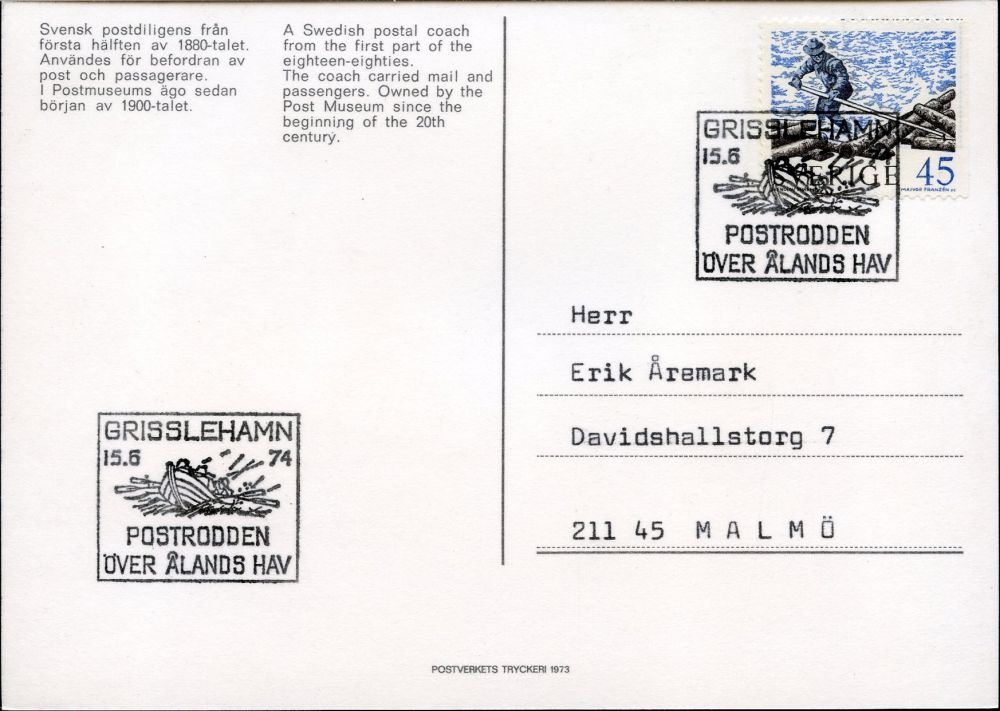 Svensk postdiligens från
första hälften av 1880-talet.
Användes för befordran av
post och passagerare.
I Postmuseums ägo sedan
början av 1900-talet.
A Swedish postal coach
from the first part of the
eighteen-eighties.
The coach carried mail and
passengers. Owned by the
Post Museum since the
beginning of the 20th
century.
SVERIGE 45
GRISSLEHAMN
15.6 74
POSTRODDEN
ÖVER ÅLANDS HAV
Herr
Erik Åremark
Davidshallstorg 7
211 45 MALMÖ
GRISSLEHAMN
15.6 74
POSTRODDEN
ÖVER ÅLANDS HAV
POSTVERKETS TRYCKERI 1973